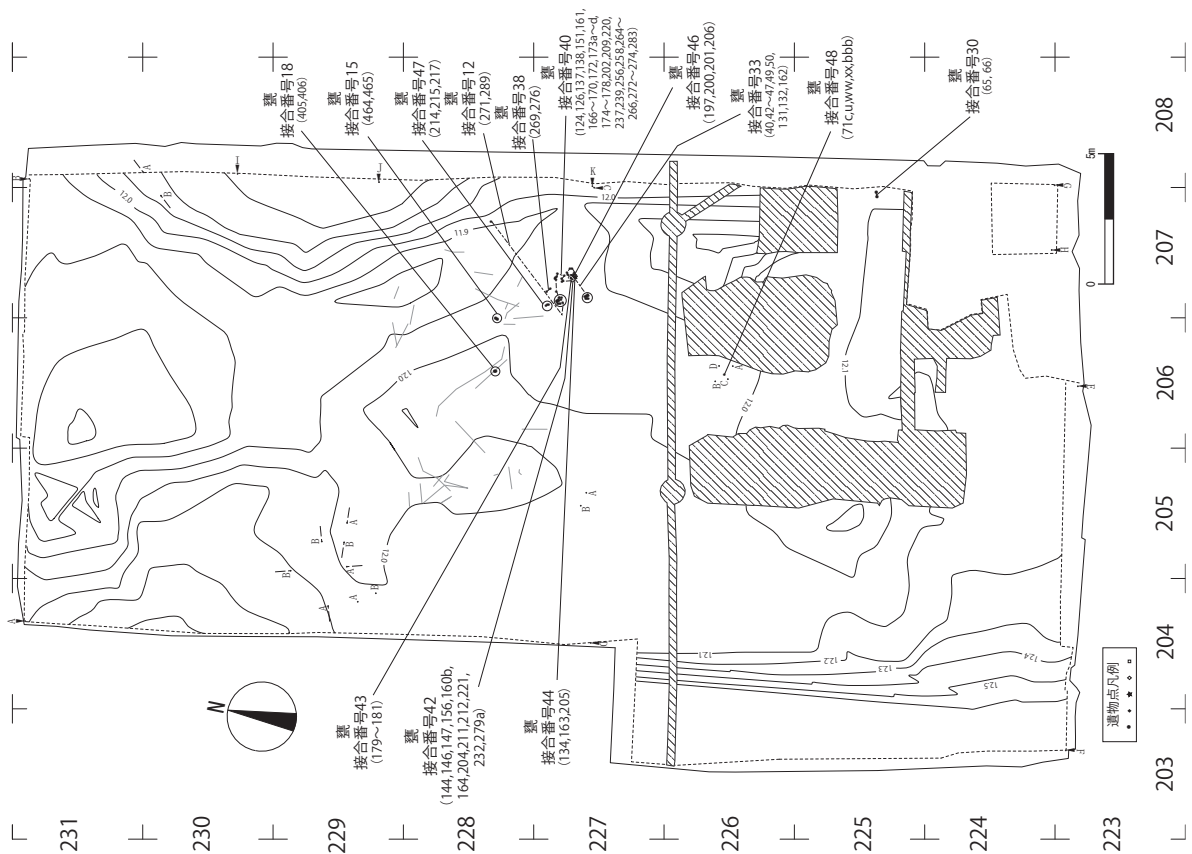 甕
接合番号18
(405,406)
甕
接合番号15
(464,465)
甕
接合番号47
(214,215,217)
甕
接合番号12
(271,289)
甕
接合番号38
(269,276)
甕
接合番号40
(124,126,137,138,151,161,
166～170,172,173a～d,
174～178,202,209,220,
237,239,256,258,264～
266,272～274,283)
甕
接合番号46
(197,200,201,206)
甕
接合番号33
(40,42～47,49,50,
131,132,162)
甕
接合番号48
(71c,u,ww,xx,bbb)
甕
接合番号30
(65,66)
甕
接合番号43
(179～181)
甕
接合番号42
(144,146,147,156,160b,
164,204,211,212,221,
232,279a)
甕
接合番号44
(134,163,205)
N
231
230
229
228
227
226
225
224
223
208
207
206
205
204
203
12.0
11.9
12.0
12.0
12.0
12.0
12.1
12.1
12.2
12.3
12.4
12.5
A
B
I
J
K
C
G
H
E
F
A
B
D
B
C
A
B
A
B
A
B
A
B
A
B
A
0
5m
遺物点凡例